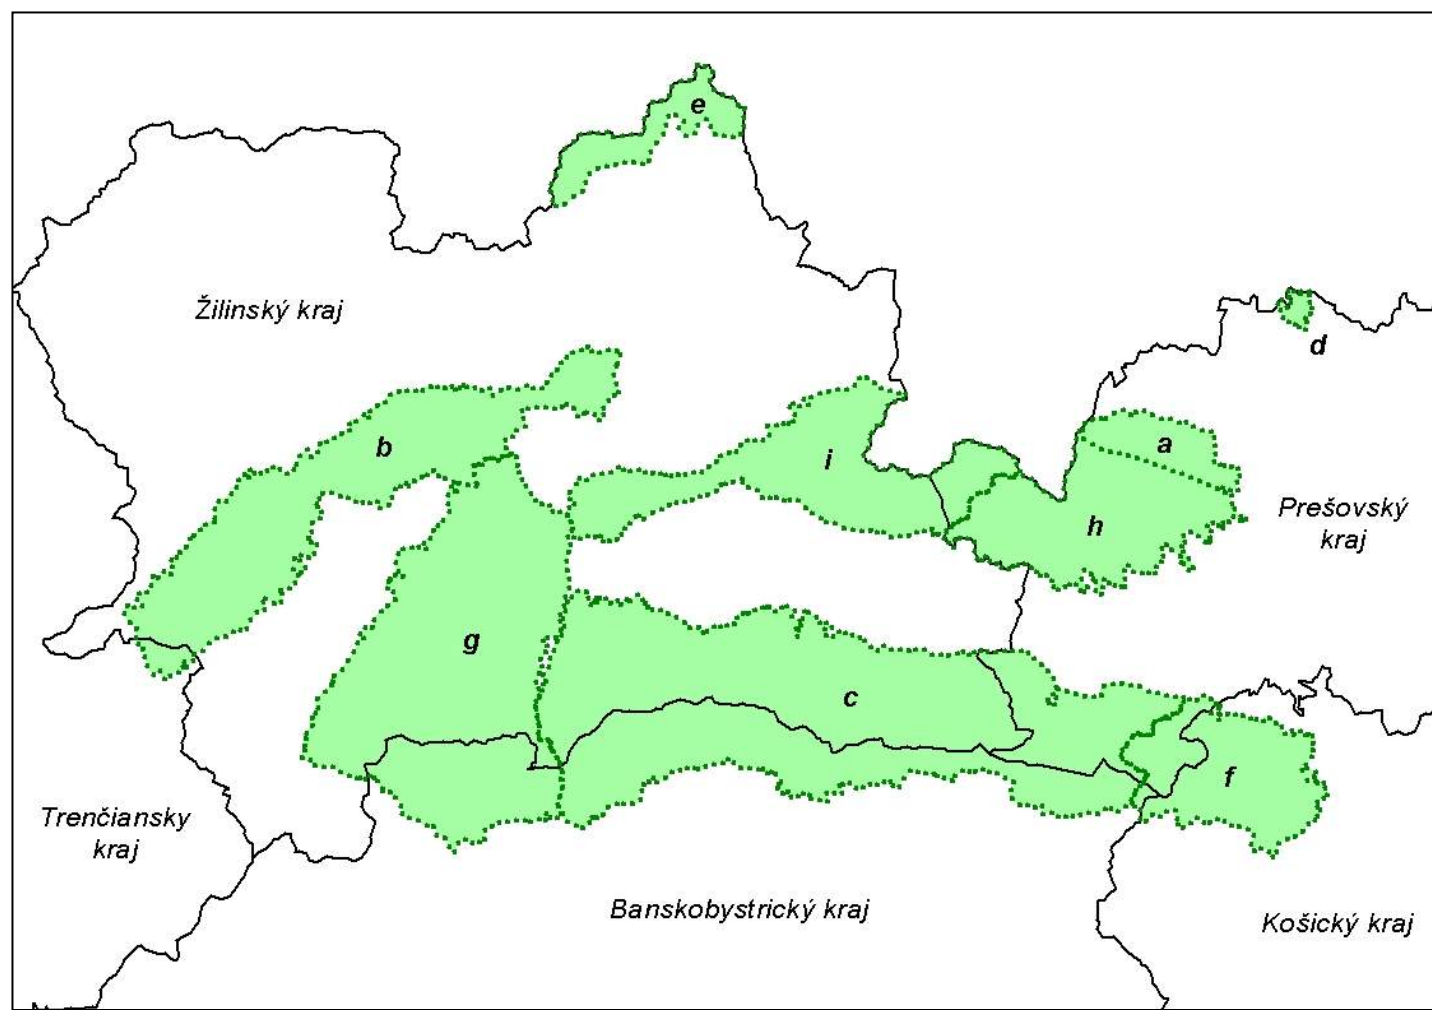 e
Žilinský kraj
d
b
a
i
h
Prešovský
kraj
g
c
f
Trenčiansky
kraj
Banskobystrický kraj
Košický kraj